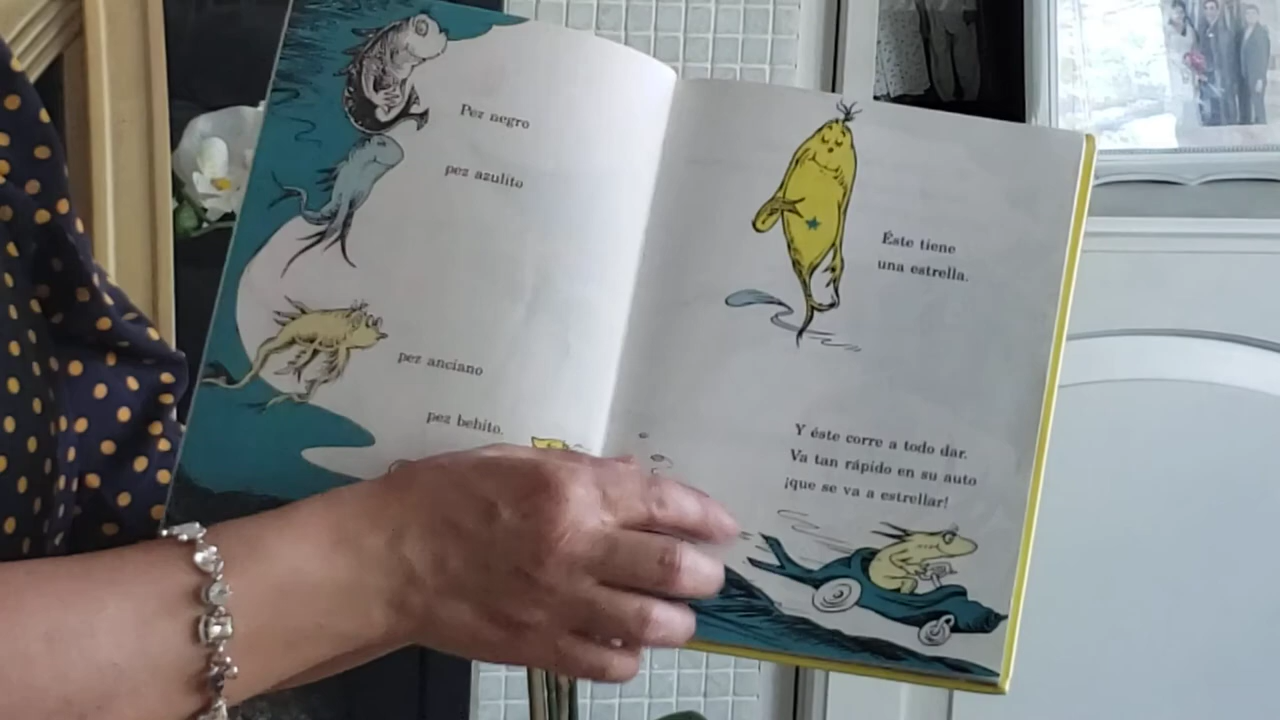 Pez negro
pez azulito
pez anciano
pez bebito.
Éste tiene
una estrella.
Y éste corre a todo dar.
Va tan rápido en su auto
¡que se va a estrellar!